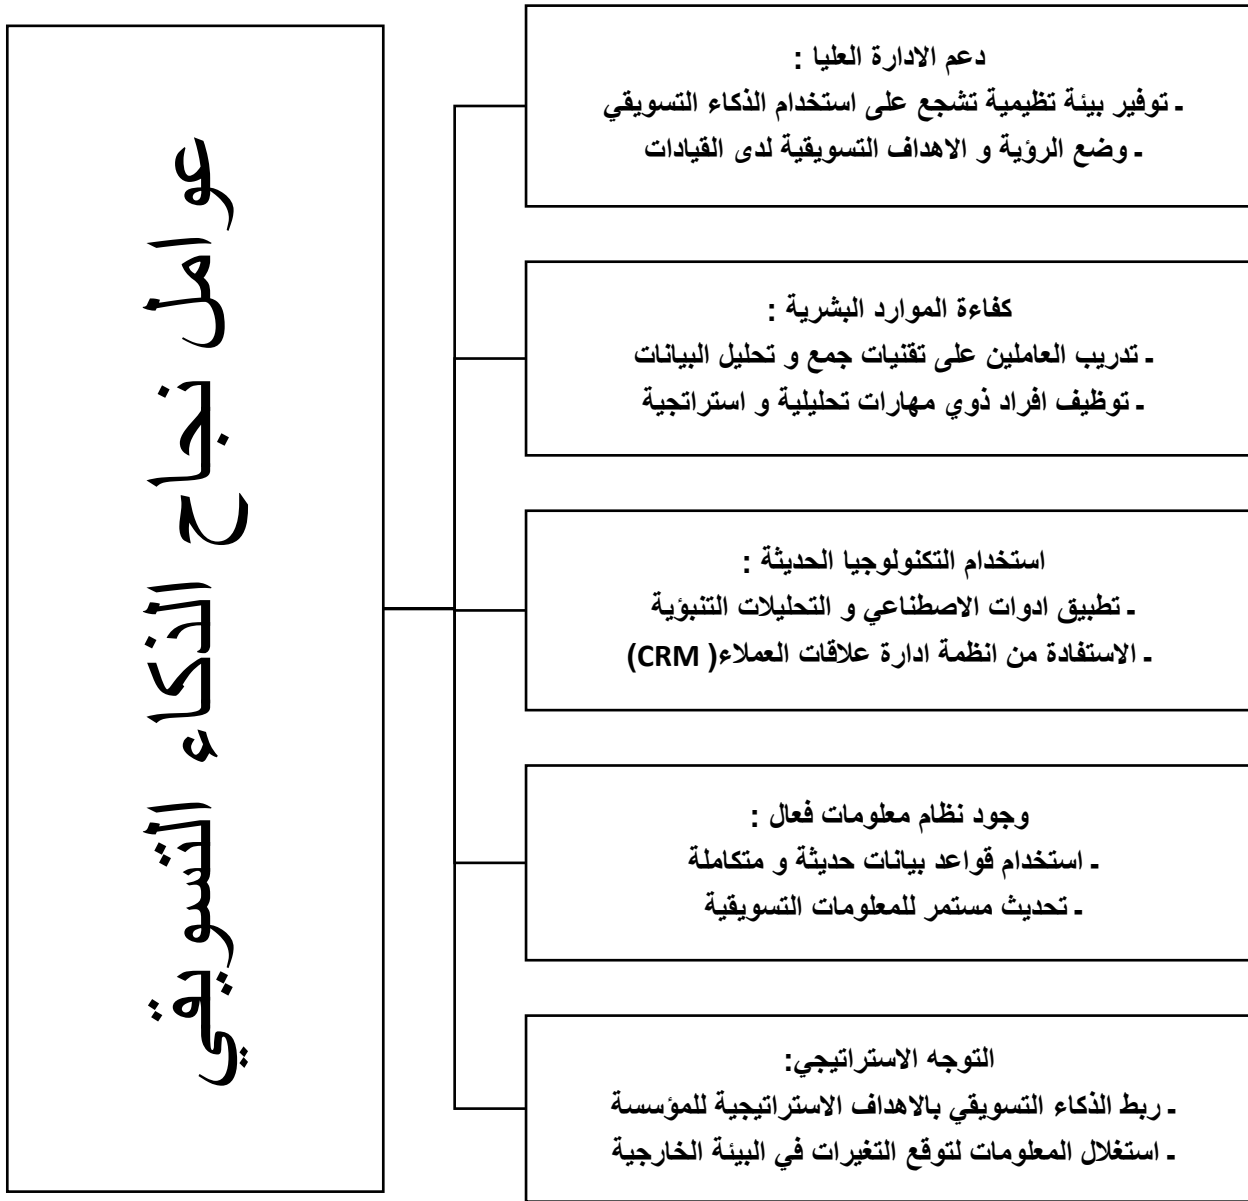 عوامل نجاح الذكاء التسويقي
دعم الادارة العليا :
ـ توفير بيئة تظيمية تشجع على استخدام الذكاء التسويقي
ـ وضع الرؤية و الاهداف التسويقية لدى القيادات
كفاءة الموارد البشرية :
ـ تدريب العاملين على تقنيات جمع و تحليل البيانات
ـ توظيف افراد ذوي مهارات تحليلية و استراتجية
استخدام التكنولوجيا الحديثة :
ـ تطبيق ادوات الاصطناعي و التحليلات التنبؤية
ـ الاستفادة من انظمة ادارة علاقات العملاء( CRM)
وجود نظام معلومات فعال :
ـ استخدام قواعد بيانات حديثة و متكاملة
ـ تحديث مستمر للمعلومات التسويقية
التوجه الاستراتيجي:
ـ ربط الذكاء التسويقي بالاهداف الاستراتيجية للمؤسسة
ـ استغلال المعلومات لتوقع التغيرات في البيئة الخارجية